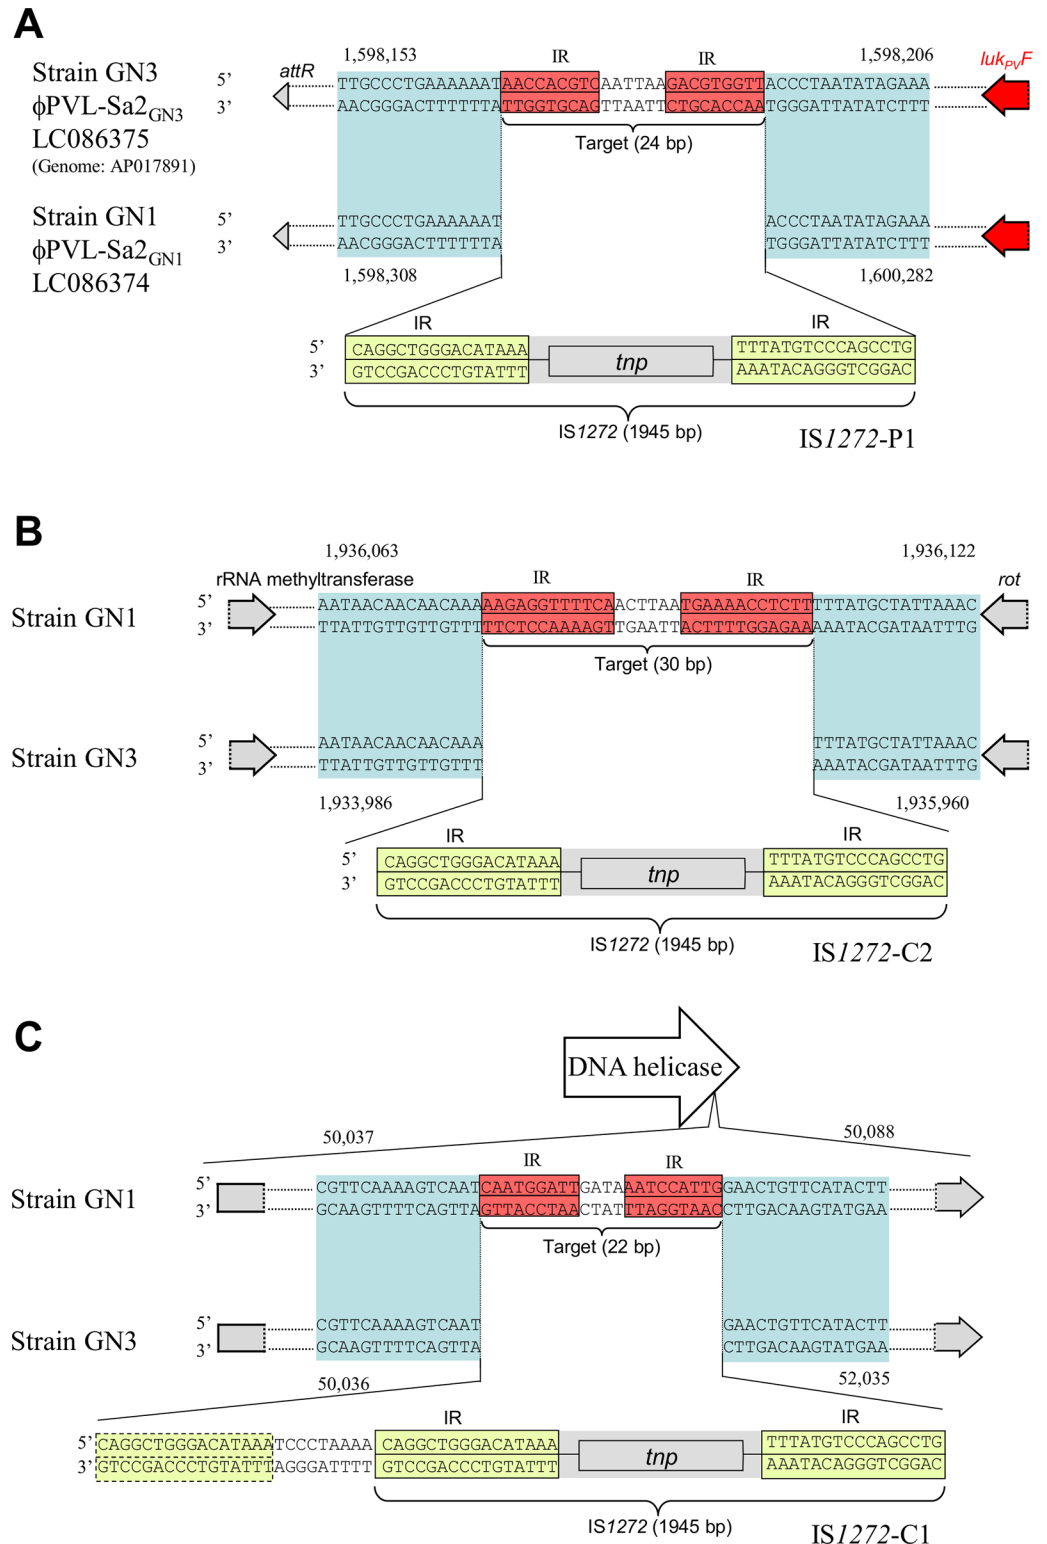 A
1,598,153 IR IR 1,598,206
Strain GN3
ϕPVL-Sa2GN3
LC086375
(Genome: AP017891)
attR
lukPVF
5’ TTGCCCTGAAAAAATAACCACGTCAATTAAGACGTGGTTACCCTAATATAGAAA
3’ AACGGGACTTTTTTATTGGTGCAGTTAATTCTGCACCAATGGGATTATATCTTT
Target (24 bp)
Strain GN1
ϕPVL-Sa2GN1
LC086374
5’ TTGCCCTGAAAAAAT ACCCTAATATAGAAA
3’ AACGGGACTTTTTTA TGGGATTATATCTTT
1,598,308 1,600,282
IR IR
5’ CAGGCTGGGACATAAA tnp TTTATGTCCCAGCCTG
3’ GTCCGACCCTGTATTT AAATACAGGGTCGGAC
IS1272 (1945 bp)
IS1272-P1
B
1,936,063 1,936,122
rRNA methyltransferase IR IR rot
Strain GN1
5’ AATAACAACAACAAAAAGAGGTTTTCAACTTAATGAAAACCTCTTTTTATGCTATTAAAC
3’ TTATTGTTGTTGTTTTTCTCCAAAAGTTGAATTACTTTTGGAGAAAAATACGATAATTTG
Target (30 bp)
Strain GN3
5’ AATAACAACAACAAA TTTATGCTATTAAAC
3’ TTATTGTTGTTGTTT AAATACGATAATTTG
1,933,986 1,935,960
IR IR
5’ CAGGCTGGGACATAAA tnp TTTATGTCCCAGCCTG
3’ GTCCGACCCTGTATTT AAATACAGGGTCGGAC
IS1272 (1945 bp)
IS1272-C2
C
DNA helicase
50,037 50,088
IR IR
Strain GN1
5’ CGTTCAAAAGTCAATCAATGGATTGATAAATCCATTGGAACTGTTCATACTT
3’ GCAAGTTTTCAGTTAGTTACCTAACTATTTAGGTAACCTTGACAAGTATGAA
Target (22 bp)
Strain GN3
5’ CGTTCAAAAGTCAAT GAACTGTTCATACTT
3’ GCAAGTTTTCAGTTA CTTGACAAGTATGAA
50,036 52,035
IR IR
5’ CAGGCTGGGACATAAATCCCTAAAA CAGGCTGGGACATAAA tnp TTTATGTCCCAGCCTG
3’ GTCCGACCCTGTATTTAGGGATTTT GTCCGACCCTGTATTT AAATACAGGGTCGGAC
IS1272 (1945 bp)
IS1272-C1